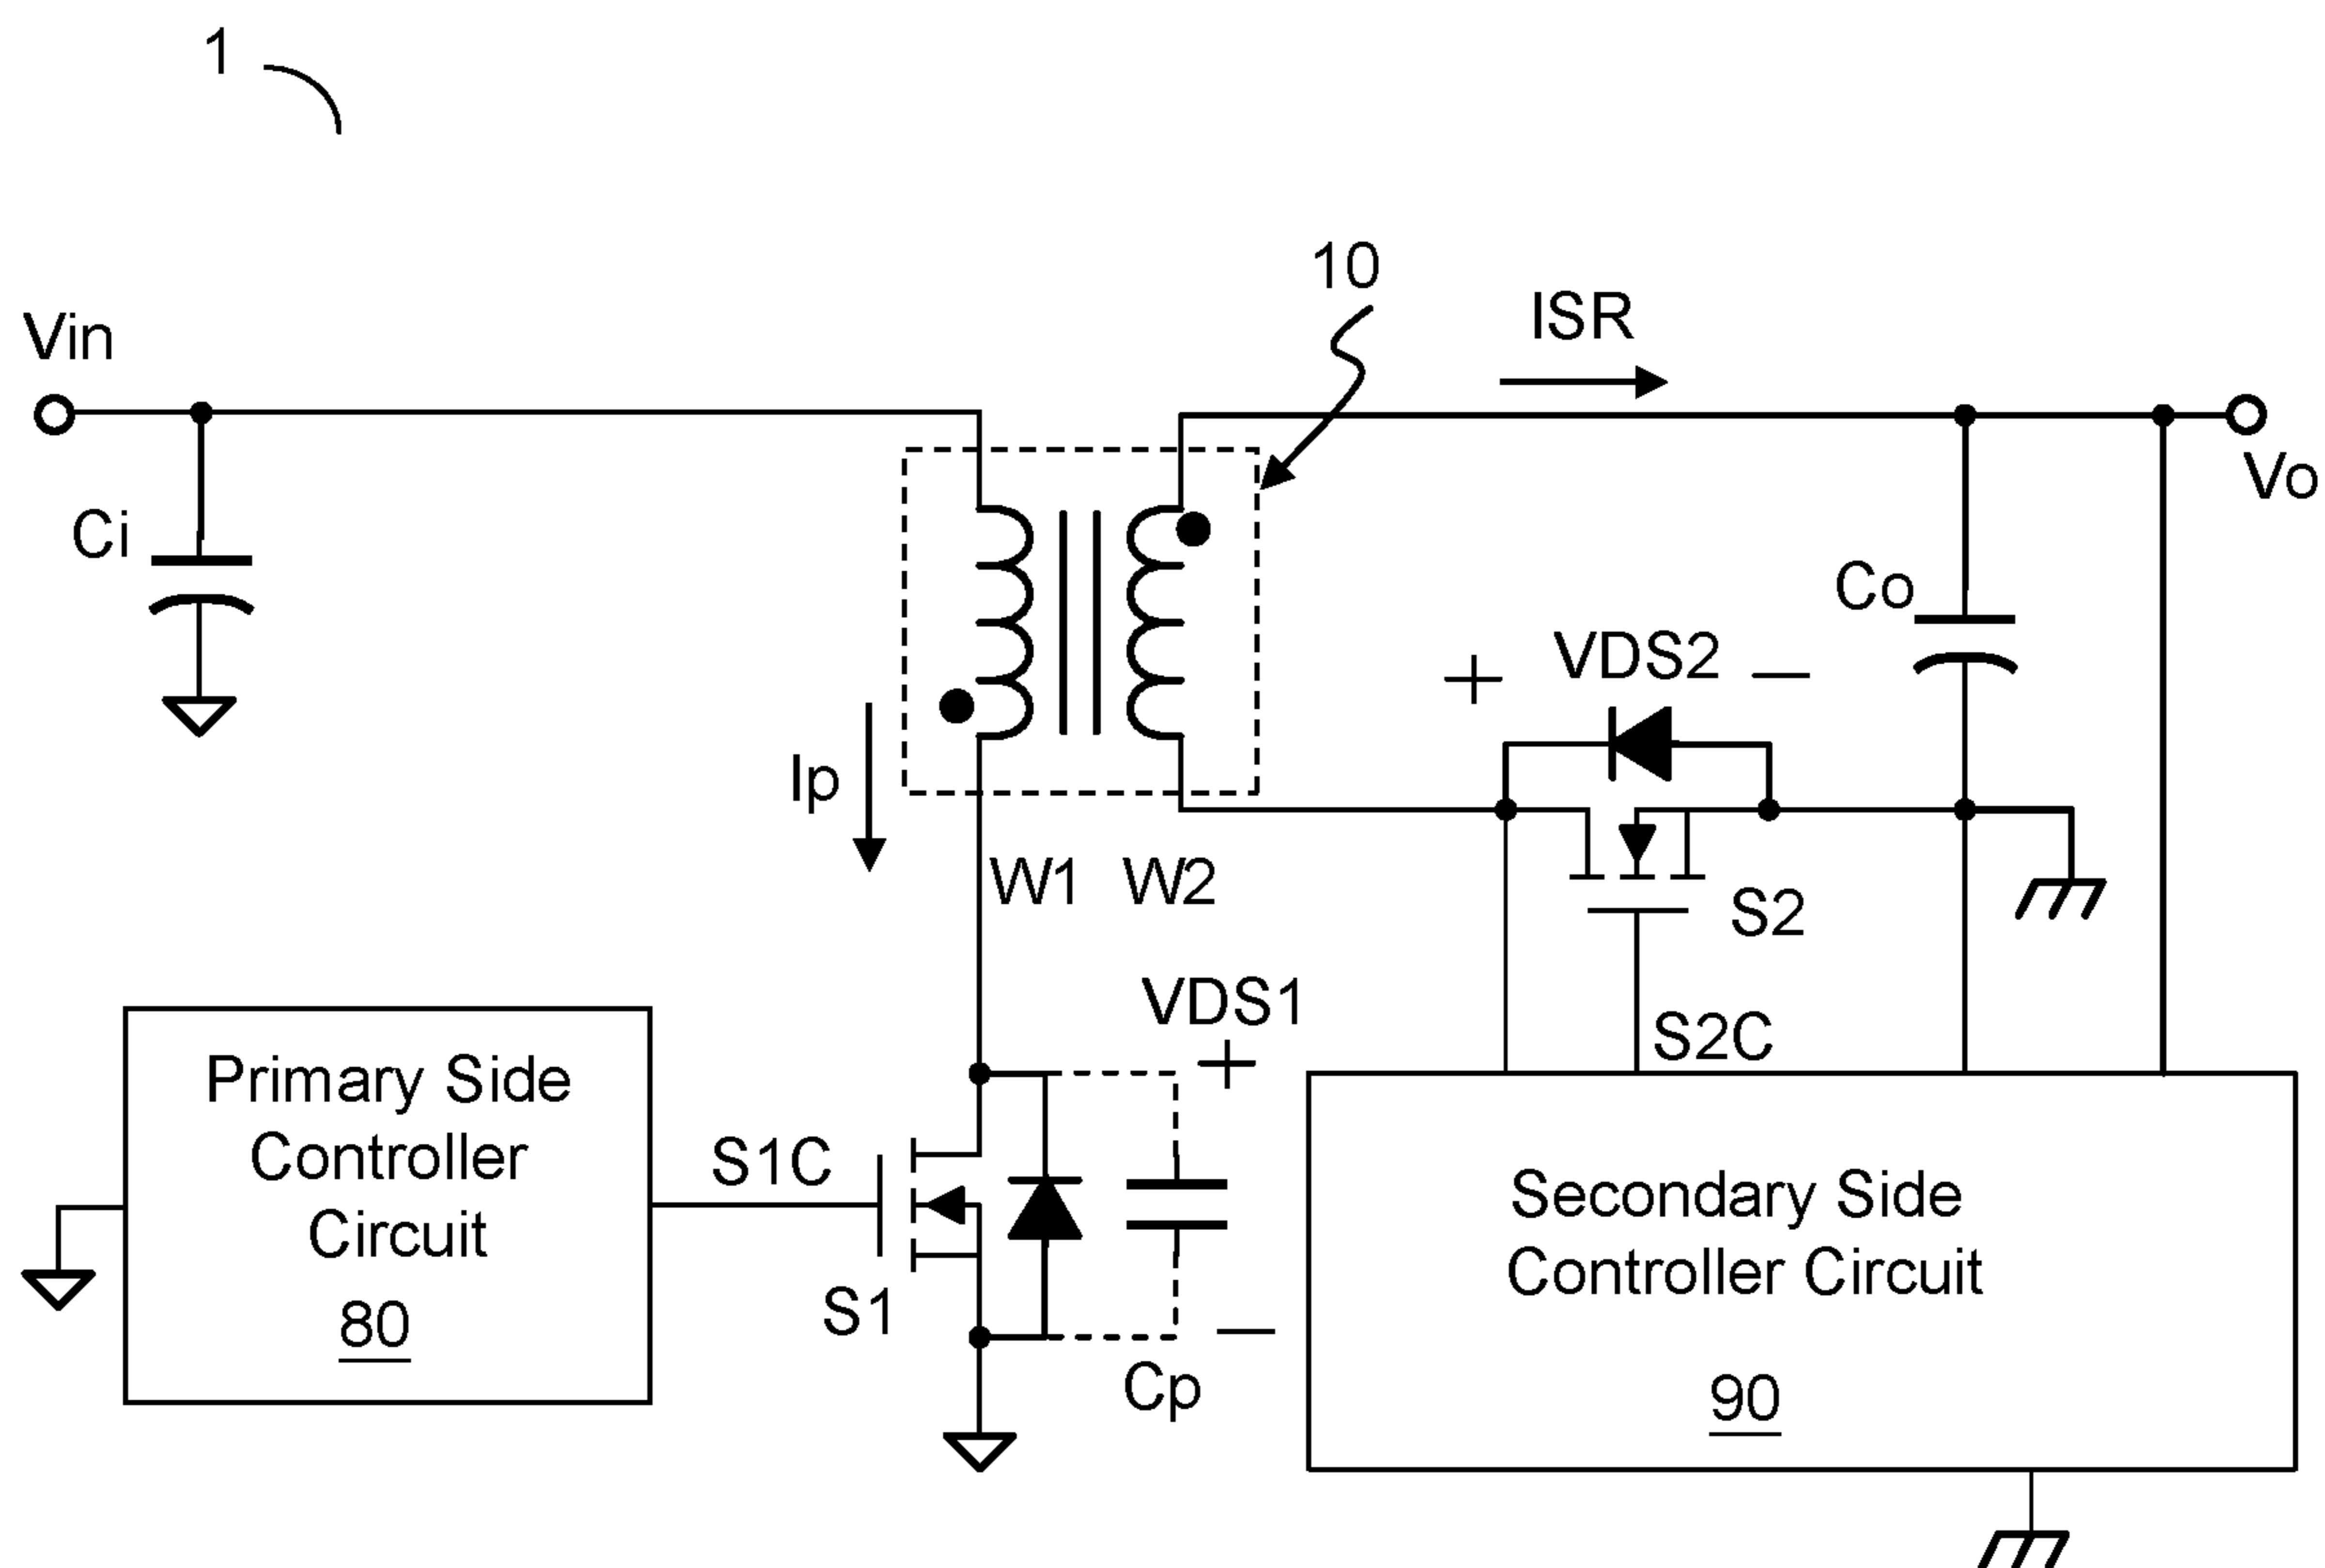 1
10
ISR
Vin
Vo
Ci
Co
+ VDS2 —
Ip
W1 W2
S2
VDS1
+
S2C
Primary Side
Controller
Circuit
80
S1C
S1
—
Cp
Secondary Side
Controller Circuit
90